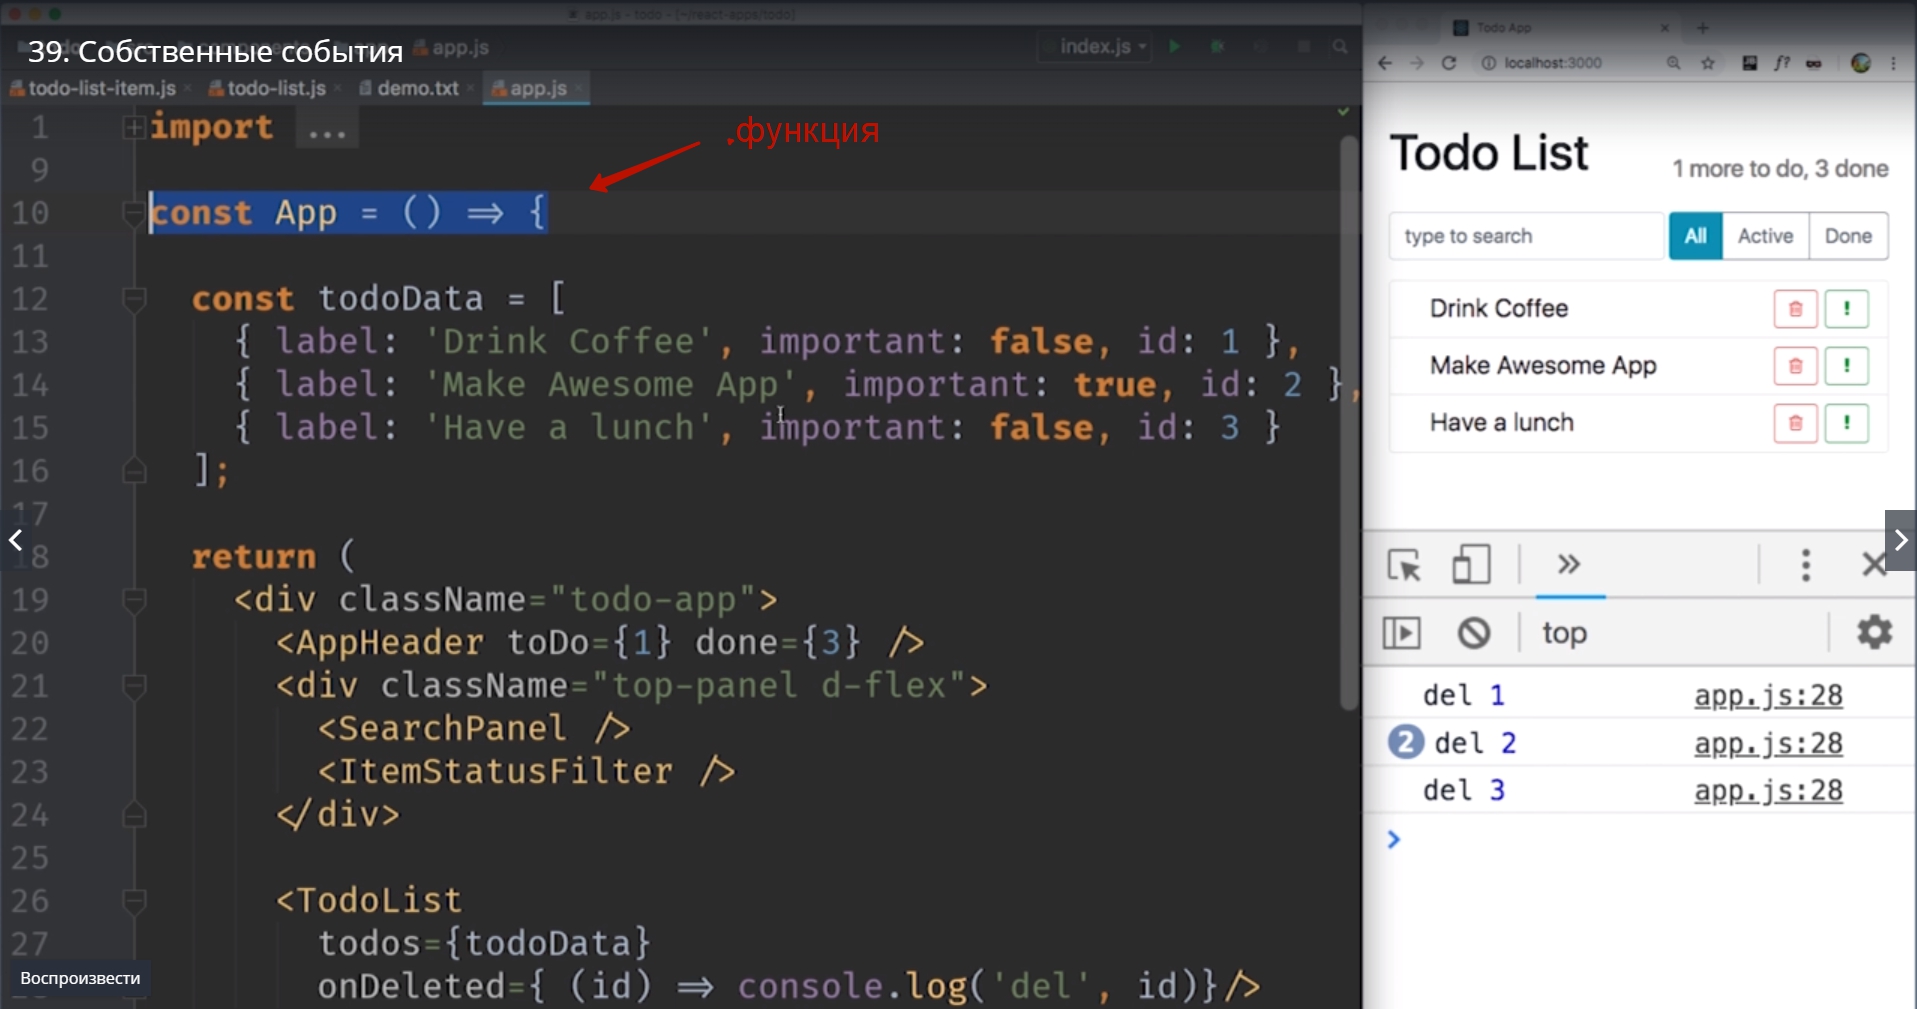 app.js - todo - [~/react-apps/todo]
39. Собственные события
app.js
index.js
todo-list-item.js
todo-list.js
demo.txt
app.js
1 import ...
.функция
9
10 const App = () => {
11
12 const todoData = [
13 { label: 'Drink Coffee', important: false, id: 1 },
14 { label: 'Make Awesome App', important: true, id: 2 },
15 { label: 'Have a lunch', important: false, id: 3 }
16 ];
17
18 return (
19 <div className="todo-app">
20 <AppHeader toDo={1} done={3} />
21 <div className="top-panel d-flex">
22 <SearchPanel />
23 <ItemStatusFilter />
24 </div>
25
26 <TodoList
27 todos={todoData}
onDeleted={ (id) => console.log('del', id)}/>
Воспроизвести
Todo App
localhost:3000
f?
Todo List
1 more to do, 3 done
type to search
All Active Done
Drink Coffee
!
Make Awesome App
!
Have a lunch
!
top
del 1 app.js:28
2 del 2 app.js:28
del 3 app.js:28